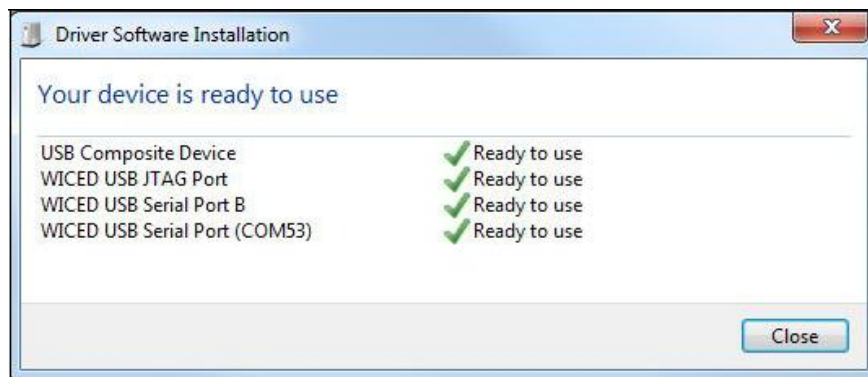 Driver Software Installation
Your device is ready to use
USB Composite Device Ready to use
WICED USB JTAG Port Ready to use
WICED USB Serial Port B Ready to use
WICED USB Serial Port (COM53) Ready to use
Close